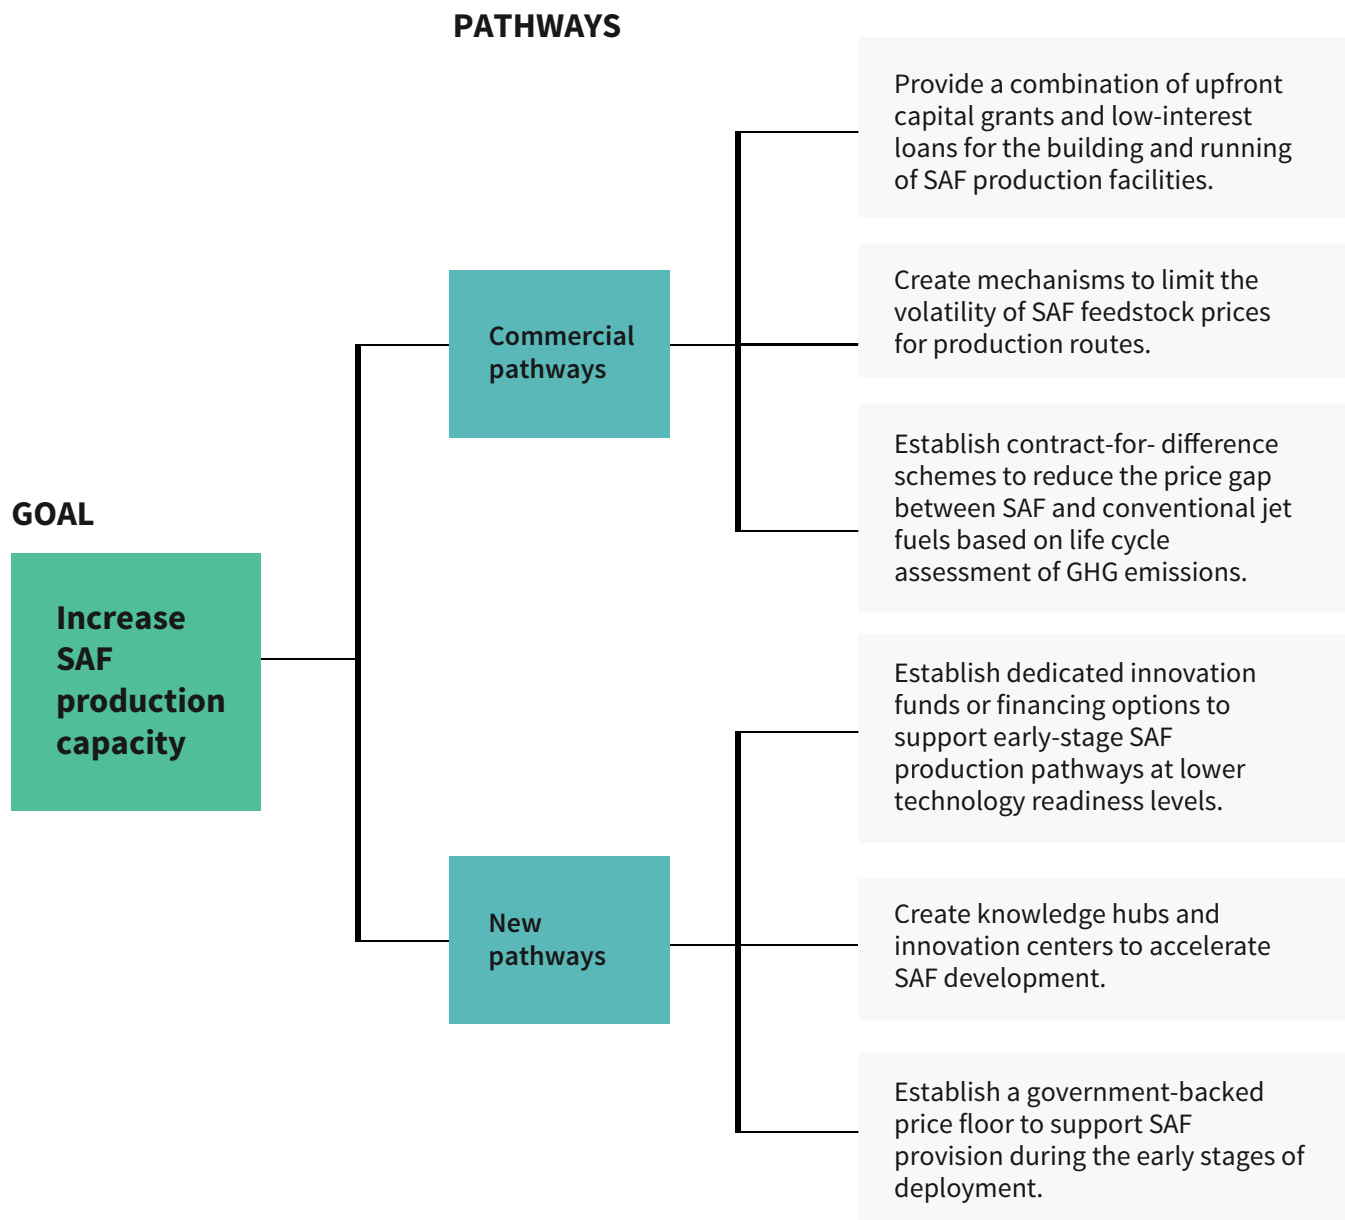 PATHWAYS
GOAL
Increase
SAF
production
capacity
Commercial
pathways
Provide a combination of upfront
capital grants and low-interest
loans for the building and running
of SAF production facilities.
Create mechanisms to limit the
volatility of SAF feedstock prices
for production routes.
Establish contract-for- difference
schemes to reduce the price gap
between SAF and conventional jet
fuels based on life cycle
assessment of GHG emissions.
New
pathways
Establish dedicated innovation
funds or financing options to
support early-stage SAF
production pathways at lower
technology readiness levels.
Create knowledge hubs and
innovation centers to accelerate
SAF development.
Establish a government-backed
price floor to support SAF
provision during the early stages of
deployment.